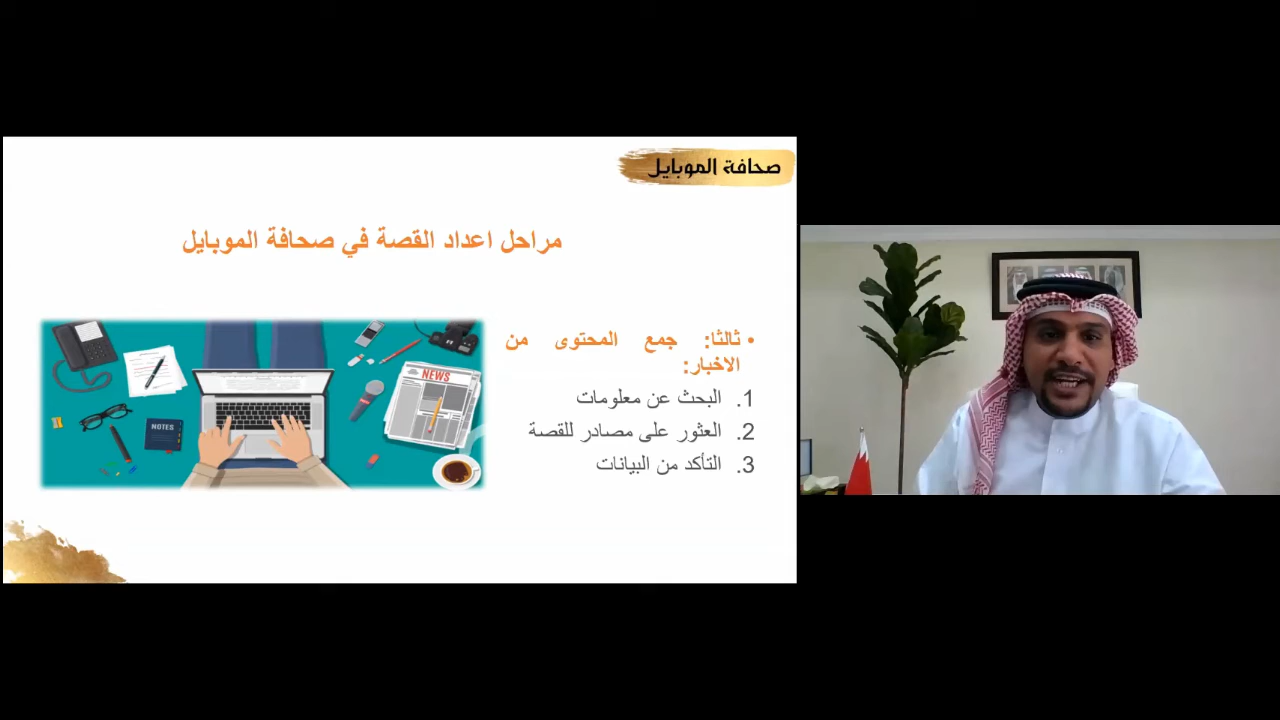 صحافة الموبايل
مراحل اعداد القصة في صحافة الموبايل
• ثالثا: جمع المحتوى من
الاخبار:
1. البحث عن معلومات
2. العثور على مصادر للقصة
3. التأكد من البيانات
NEWS
NOTES